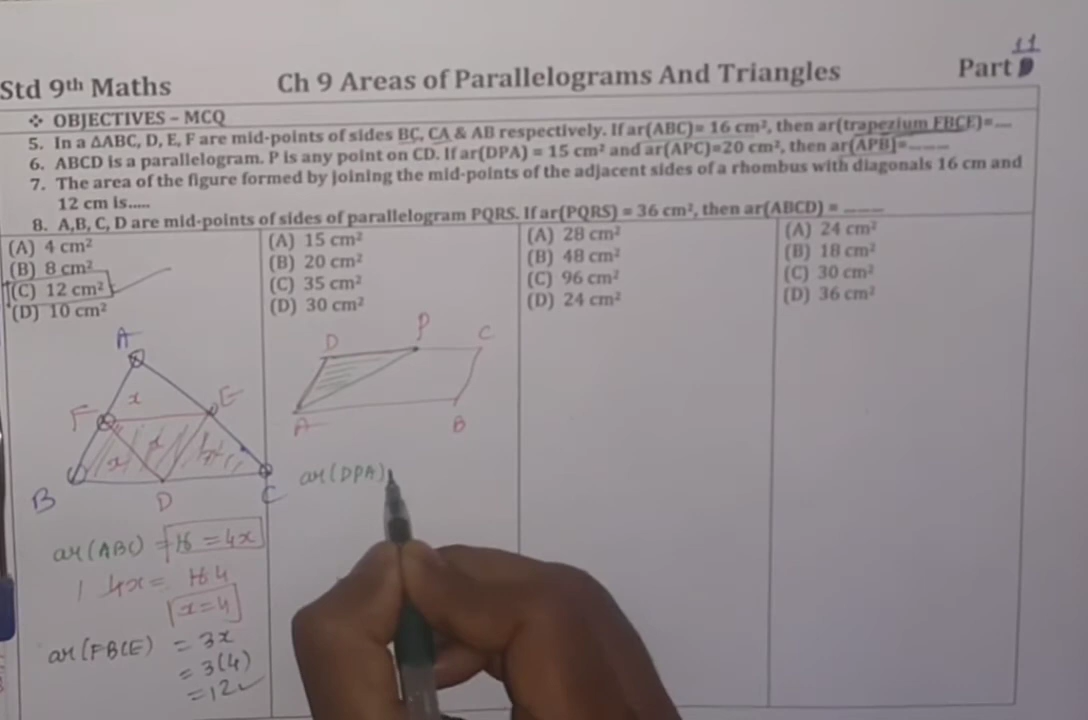 11
Std 9th Maths Ch 9 Areas of Parallelograms And Triangles Part
❖ OBJECTIVES – MCQ
5. In a ΔABC, D, E, F are mid-points of sides BC, CA & AB respectively. If ar(ABC)= 16 cm², then ar(trapezium FBCE)=....
6. ABCD is a parallelogram. P is any point on CD. If ar(DPA) = 15 cm² and ar(APC)=20 cm², then ar(APB)=........
7. The area of the figure formed by joining the mid-points of the adjacent sides of a rhombus with diagonals 16 cm and
12 cm is.....
8. A,B, C, D are mid-points of sides of parallelogram PQRS. If ar(PQRS) = 36 cm², then ar(ABCD) = ______
(A) 4 cm²
(B) 8 cm²
(C) 12 cm²
(D) 10 cm²
(A) 15 cm²
(B) 20 cm²
(C) 35 cm²
(D) 30 cm²
(A) 28 cm²
(B) 48 cm²
(C) 96 cm²
(D) 24 cm²
(A) 24 cm²
(B) 18 cm²
(C) 30 cm²
(D) 36 cm²
A
F x E
x x x
B D C
ar(ABC) = 16 = 4x
4x = 16 4
x=4
ar(FBCE) = 3x
= 3(4)
= 12
D P C
A B
ar(DPA)